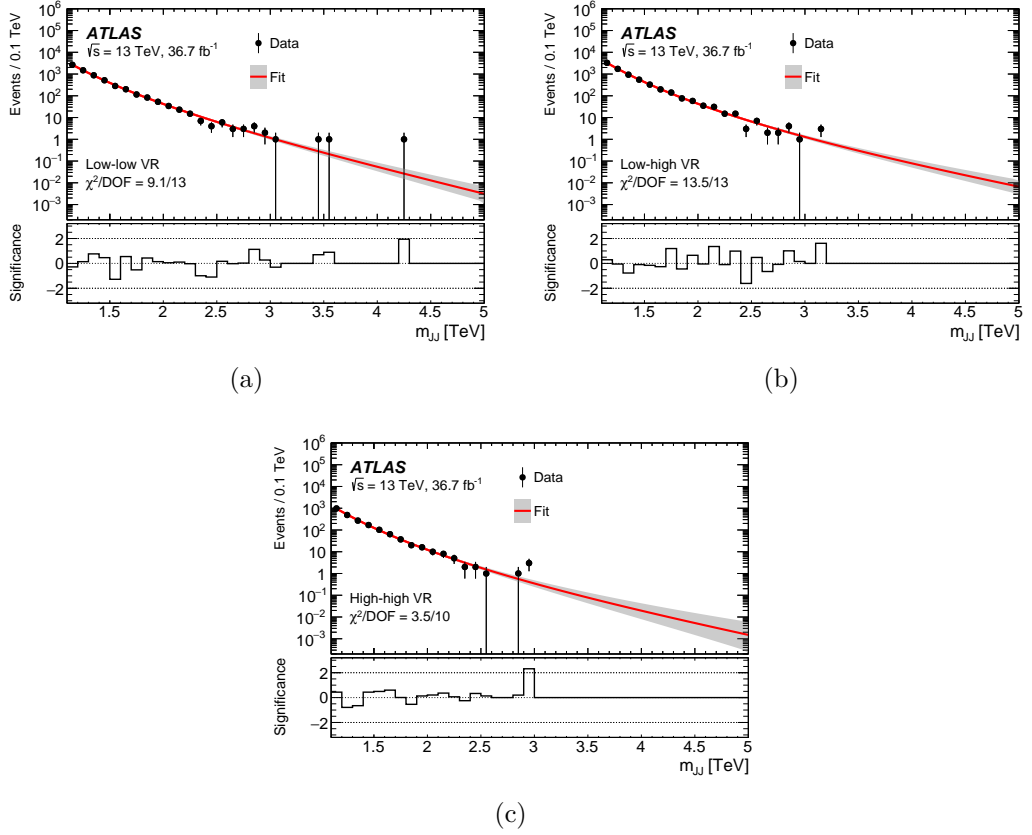 Events / 0.1 TeV
10⁶
10⁵
10⁴
10³
10²
10
1
10⁻¹
10⁻²
10⁻³
ATLAS
√s = 13 TeV, 36.7 fb⁻¹
Data
Fit
Low-low VR
χ²/DOF = 9.1/13
Significance
2
0
−2
1.5 2 2.5 3 3.5 4 4.5 5
m_JJ [TeV]
(a)
Events / 0.1 TeV
10⁶
10⁵
10⁴
10³
10²
10
1
10⁻¹
10⁻²
10⁻³
ATLAS
√s = 13 TeV, 36.7 fb⁻¹
Data
Fit
Low-high VR
χ²/DOF = 13.5/13
Significance
2
0
−2
1.5 2 2.5 3 3.5 4 4.5 5
m_JJ [TeV]
(b)
Events / 0.1 TeV
10⁶
10⁵
10⁴
10³
10²
10
1
10⁻¹
10⁻²
10⁻³
ATLAS
√s = 13 TeV, 36.7 fb⁻¹
Data
Fit
High-high VR
χ²/DOF = 3.5/10
Significance
2
0
−2
1.5 2 2.5 3 3.5 4 4.5 5
m_JJ [TeV]
(c)